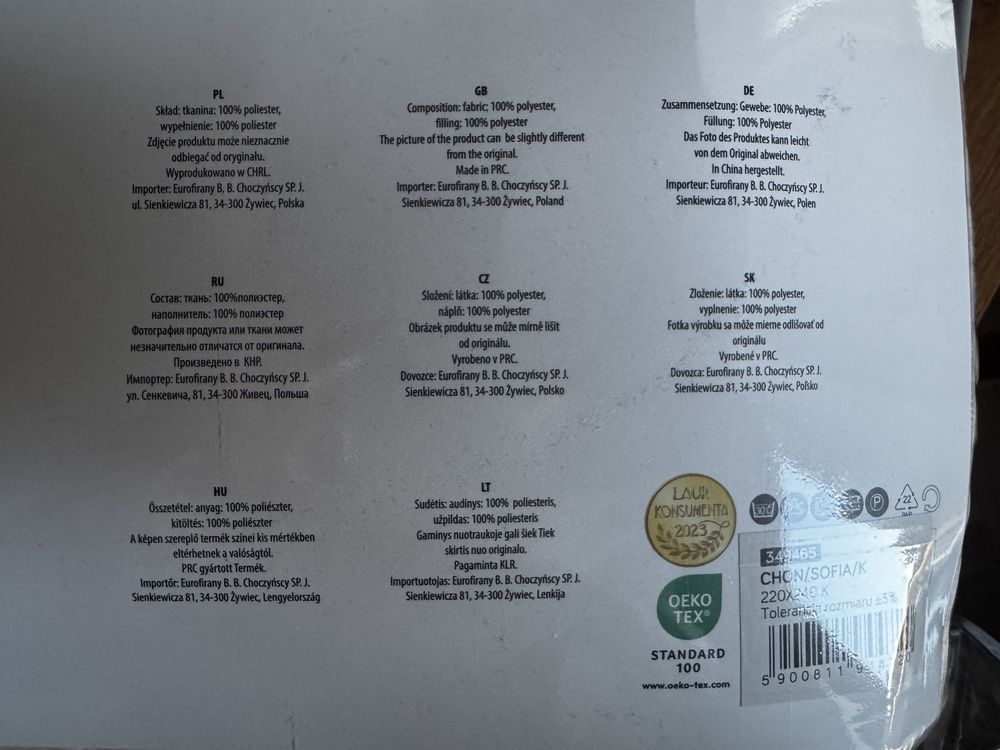 PL
Skład: tkanina: 100% poliester,
wypełnienie: 100% poliester
Zdjęcie produktu może nieznacznie
odbiegać od oryginału.
Wyprodukowano w CHRL.
Importer: Eurofirany B. B. Choczyńscy SP. J.
ul. Sienkiewicza 81, 34-300 Żywiec, Polska
GB
Composition: fabric; 100% polyester,
filling: 100% polyester
The picture of the product can be slightly different
from the original.
Made in PRC.
Importer: Eurofirany B. B. Choczyńscy SP. J.
Sienkiewicza 81, 34-300 Żywiec, Poland
DE
Zusammensetzung: Gewebe: 100% Polyester,
Füllung: 100% Polyester
Das Foto des Produktes kann leicht
von dem Original abweichen.
In China hergestellt.
Importeur: Eurofirany B. B. Choczyńscy SP. J.
Sienkiewicza 81, 34-300 Żywiec, Polen
RU
Состав: ткань: 100%полиэстер,
наполнитель: 100% полиэстер
Фотография продукта или ткани может
незначительно отличатся от оригинала.
Произведено в КНР.
Импортер: Eurofirany B. B. Choczyńscy SP. J.
ул. Сенкевича, 81, 34-300 Живец, Польша
CZ
Složení: látka: 100% polyester,
náplň: 100% polyester
Obrázek produktu se může mírně lišit
od originálu.
Vyrobeno v PRC.
Dovozce: Eurofirany B. B. Choczyńscy SP. J.
Sienkiewicza 81, 34-300 Żywiec, Polsko
SK
Zloženie: látka: 100% polyester,
vyplnenie: 100% polyester
Fotka výrobku sa môže mierne odlišovať od
originálu
Vyrobené v PRC.
Dovozca: Eurofirany B. B. Choczyńscy SP. J.
Sienkiewicza 81, 34-300 Żywiec, Poľsko
HU
Összetétel: anyag: 100% poliészter,
kitöltés: 100% poliészter
A képen szereplő termék színei kis mértékben
eltérhetnek a valóságtól.
PRC gyártott Termék.
Importőr: Eurofirany B. B. Choczyńscy SP. J.
Sienkiewicza 81, 34-300 Żywiec, Lengyelország
LT
Sudėtis: audinys: 100% poliesteris,
užpildas: 100% poliesteris
Gaminys nuotraukoje gali šiek Tiek
skirtis nuo originalo.
Pagaminta KLR.
Importuotojas: Eurofirany B. B. Choczyńscy SP. J.
Sienkiewicza 81, 34-300 Żywiec, Lenkija
LAUR
KONSUMENTA
2023
OEKO
TEX®
STANDARD
100
www.oeko-tex.com
30°C
P
22
PAP
CHON/SOFIA/K
220X240 K
Tolerancja rozmiaru ±3%
5 900811